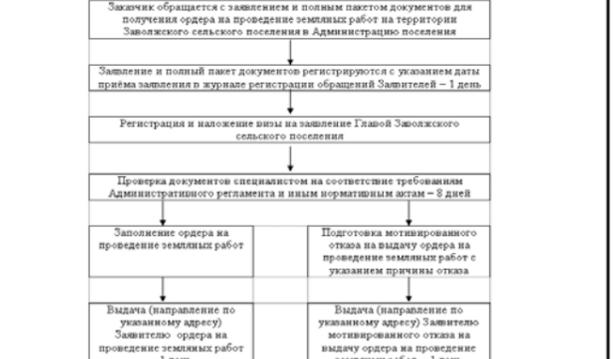 Заказчик обращается с заявлением и полным пакетом документов для
получения ордера на проведение земляных работ на территории
Заволжского сельского поселения в Администрацию поселения
Заявление и полный пакет документов регистрируются с указанием даты
приёма заявления в журнале регистрации обращений Заявителей – 1 день
Регистрация и наложение визы на заявление Главой Заволжского
сельского поселения
Проверка документов специалистом на соответствие требованиям
Административного регламента и иным нормативным актам – 8 дней
Заполнение ордера на
проведение земляных работ
Подготовка мотивированного
отказа на выдачу ордера на
проведение земляных работ с
указанием причины отказа
Выдача (направление по
указанному адресу)
Заявителю ордера на
проведение земляных работ
Выдача (направление по
указанному адресу) Заявителю
мотивированного отказа на
выдачу ордера на проведение